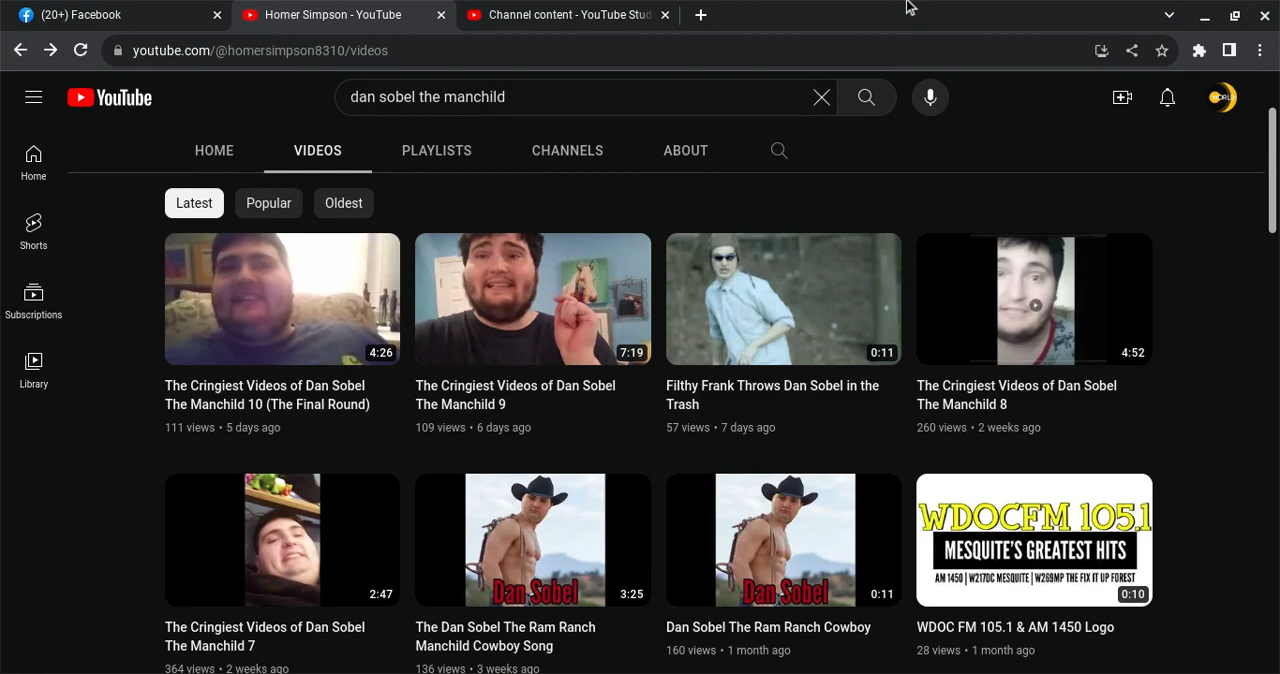 (20+) Facebook
Homer Simpson - YouTube
Channel content - YouTube Stud
youtube.com/@homersimpson8310/videos
YouTube
dan sobel the manchild
WORLD
HOME
VIDEOS
PLAYLISTS
CHANNELS
ABOUT
Home
Shorts
Subscriptions
Library
Latest
Popular
Oldest
4:26
7:19
0:11
4:52
The Cringiest Videos of Dan Sobel
The Manchild 10 (The Final Round)
111 views • 5 days ago
The Cringiest Videos of Dan Sobel
The Manchild 9
109 views • 6 days ago
Filthy Frank Throws Dan Sobel in the
Trash
57 views • 7 days ago
The Cringiest Videos of Dan Sobel
The Manchild 8
260 views • 2 weeks ago
2:47
Dan Sobel
3:25
Dan Sobel
0:11
WDOCFM 105.1
MESQUITE'S GREATEST HITS
AM 1450 | W217DC MESQUITE | W269MP THE FIX IT UP FOREST
0:10
The Cringiest Videos of Dan Sobel
The Manchild 7
364 views • 2 weeks ago
The Dan Sobel The Ram Ranch
Manchild Cowboy Song
136 views • 3 weeks ago
Dan Sobel The Ram Ranch Cowboy
160 views • 1 month ago
WDOC FM 105.1 & AM 1450 Logo
28 views • 1 month ago